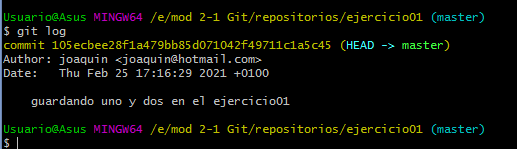 Usuario@Asus MINGW64 /e/mod 2-1 Git/repositorios/ejercicio01 (master)
$ git log
commit 105ecbee28f1a479bb85d071042f49711c1a5c45 (HEAD -> master)
Author: joaquin <joaquin@hotmail.com>
Date:   Thu Feb 25 17:16:29 2021 +0100

    guardando uno y dos en el ejercicio01

Usuario@Asus MINGW64 /e/mod 2-1 Git/repositorios/ejercicio01 (master)
$